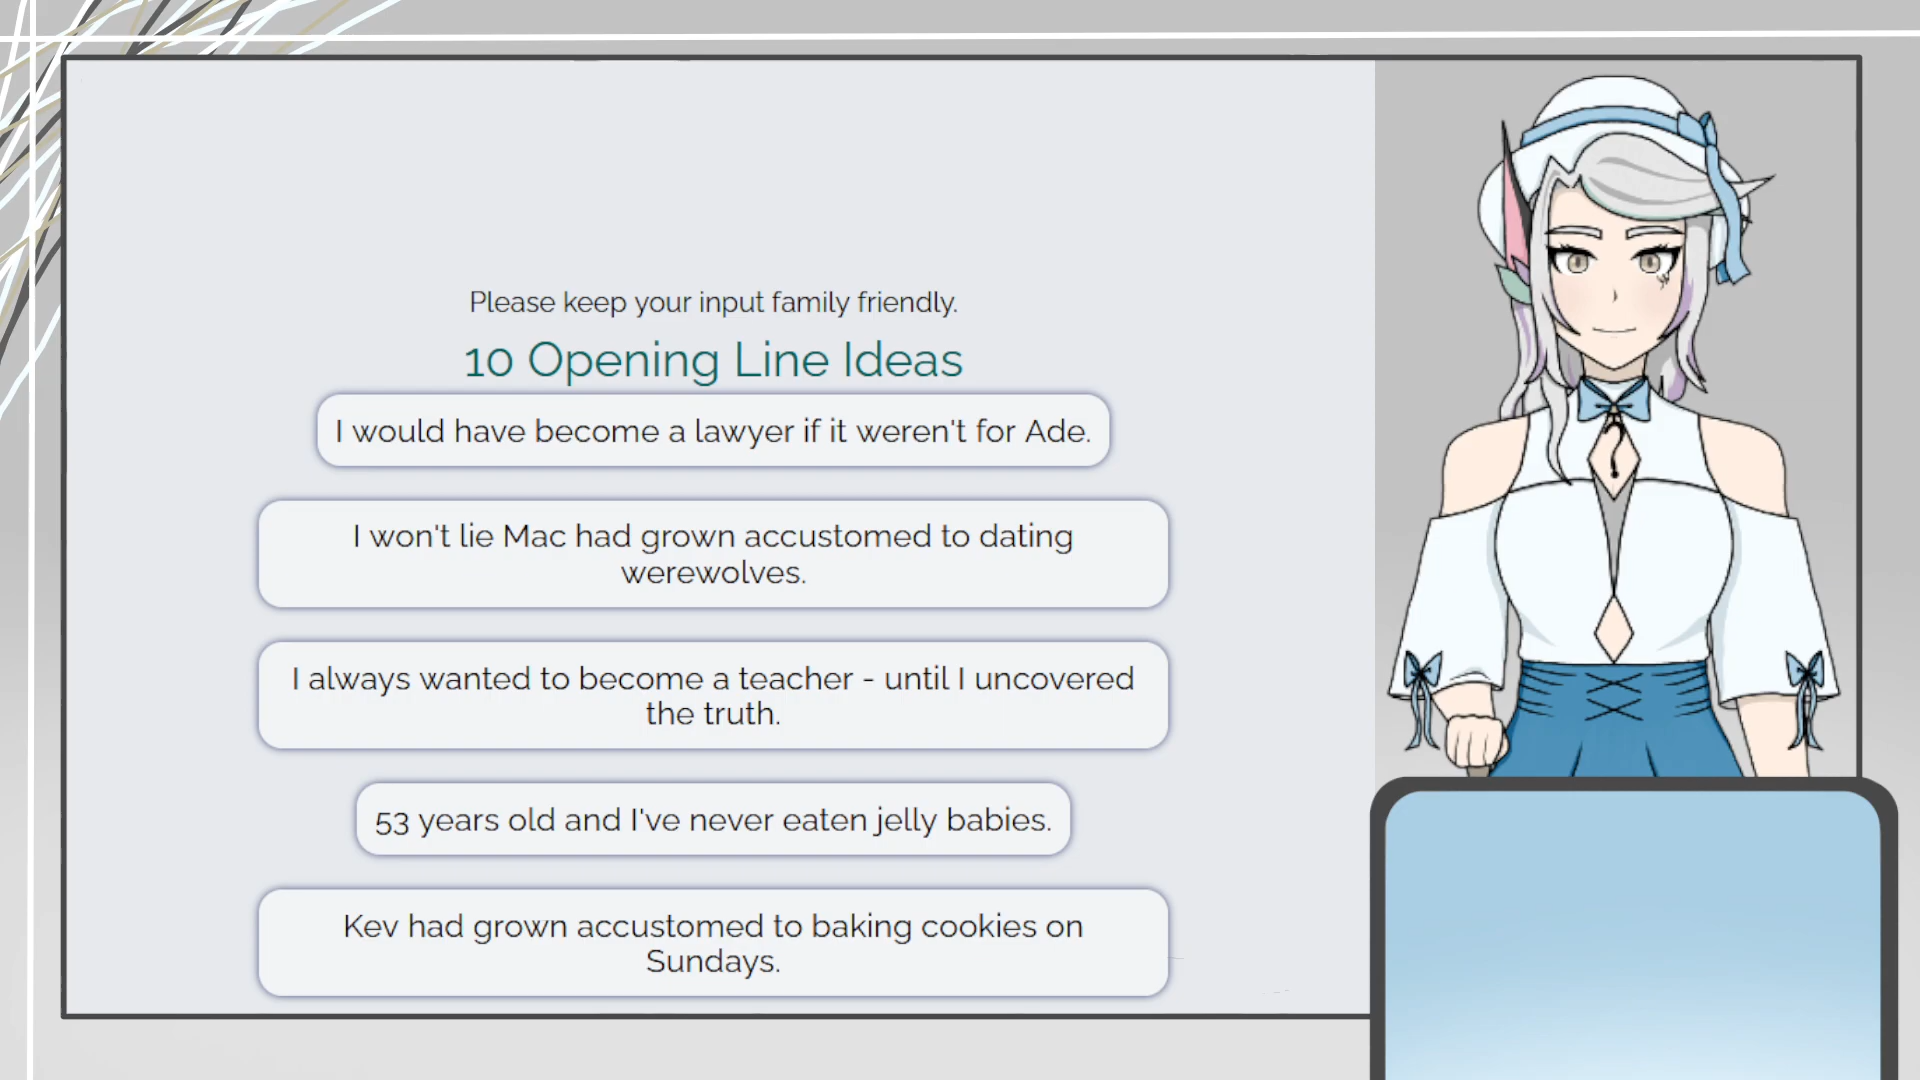 Please keep your input family friendly.
10 Opening Line Ideas
I would have become a lawyer if it weren't for Ade.
I won't lie Mac had grown accustomed to dating
werewolves.
I always wanted to become a teacher - until I uncovered
the truth.
53 years old and I've never eaten jelly babies.
Kev had grown accustomed to baking cookies on
Sundays.